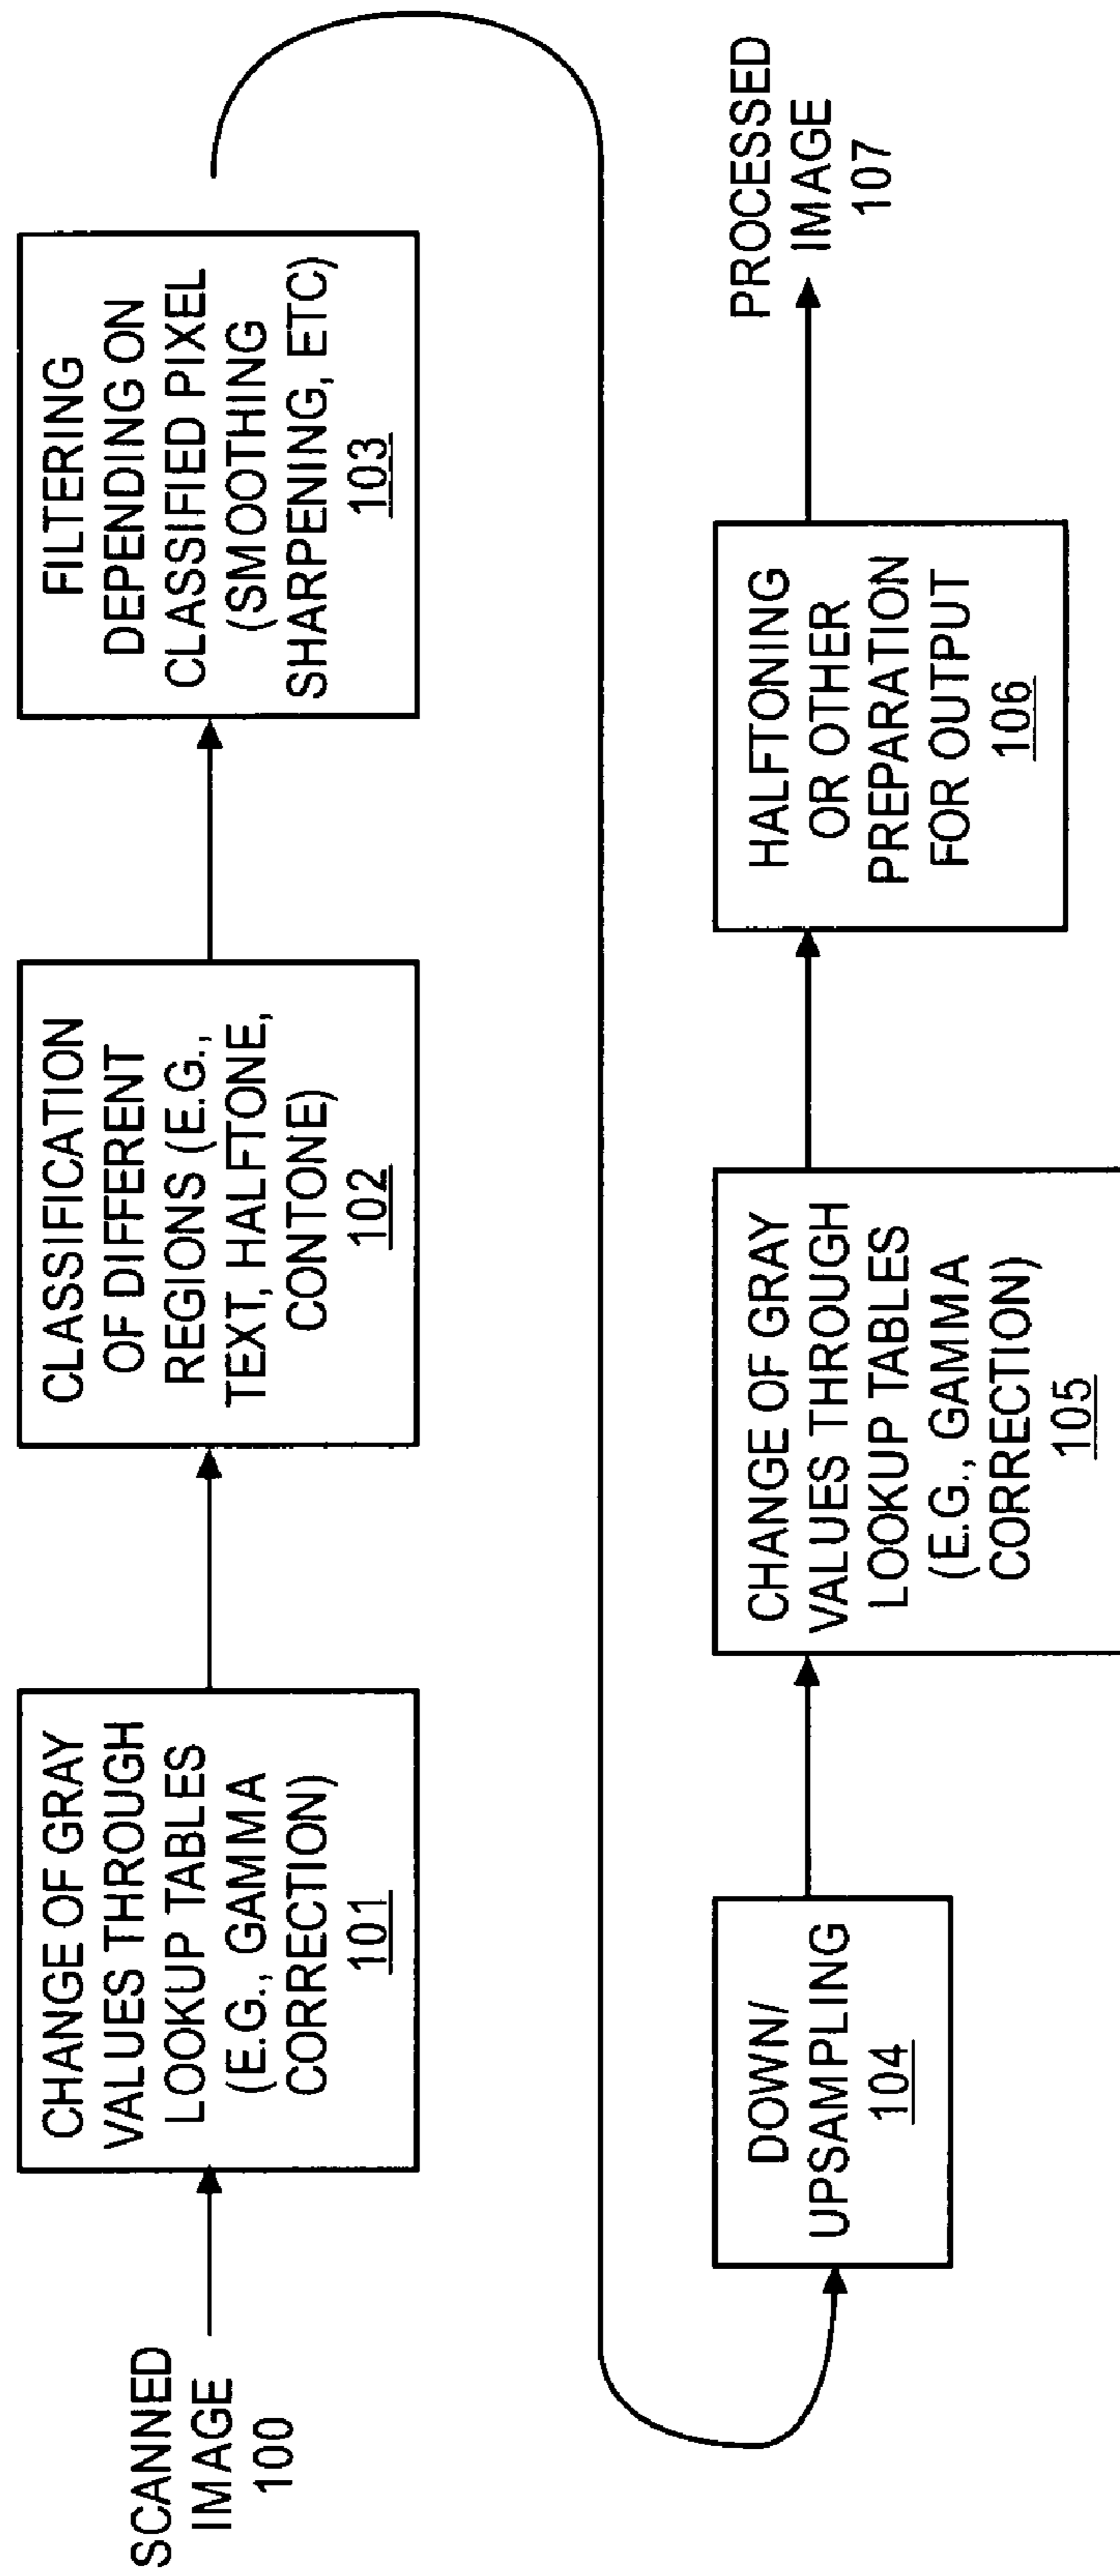 SCANNED
IMAGE
100
CHANGE OF GRAY
VALUES THROUGH
LOOKUP TABLES
(E.G., GAMMA
CORRECTION)
101
CLASSIFICATION
OF DIFFERENT
REGIONS (E.G.,
TEXT, HALFTONE,
CONTONE)
102
FILTERING
DEPENDING ON
CLASSIFIED PIXEL
(SMOOTHING
SHARPENING, ETC)
103
DOWN/
UPSAMPLING
104
CHANGE OF GRAY
VALUES THROUGH
LOOKUP TABLES
(E.G., GAMMA
CORRECTION)
105
HALFTONING
OR OTHER
PREPARATION
FOR OUTPUT
106
PROCESSED
IMAGE
107